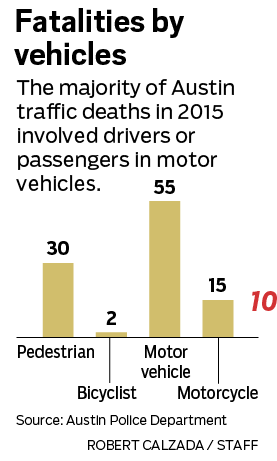 Fatalities by
vehicles
The majority of Austin
traffic deaths in 2015
involved drivers or
passengers in motor
vehicles.
55
30
15
10
2
Pedestrian
Motor
vehicle
Bicyclist
Motorcycle
Source: Austin Police Department
ROBERT CALZADA / STAFF